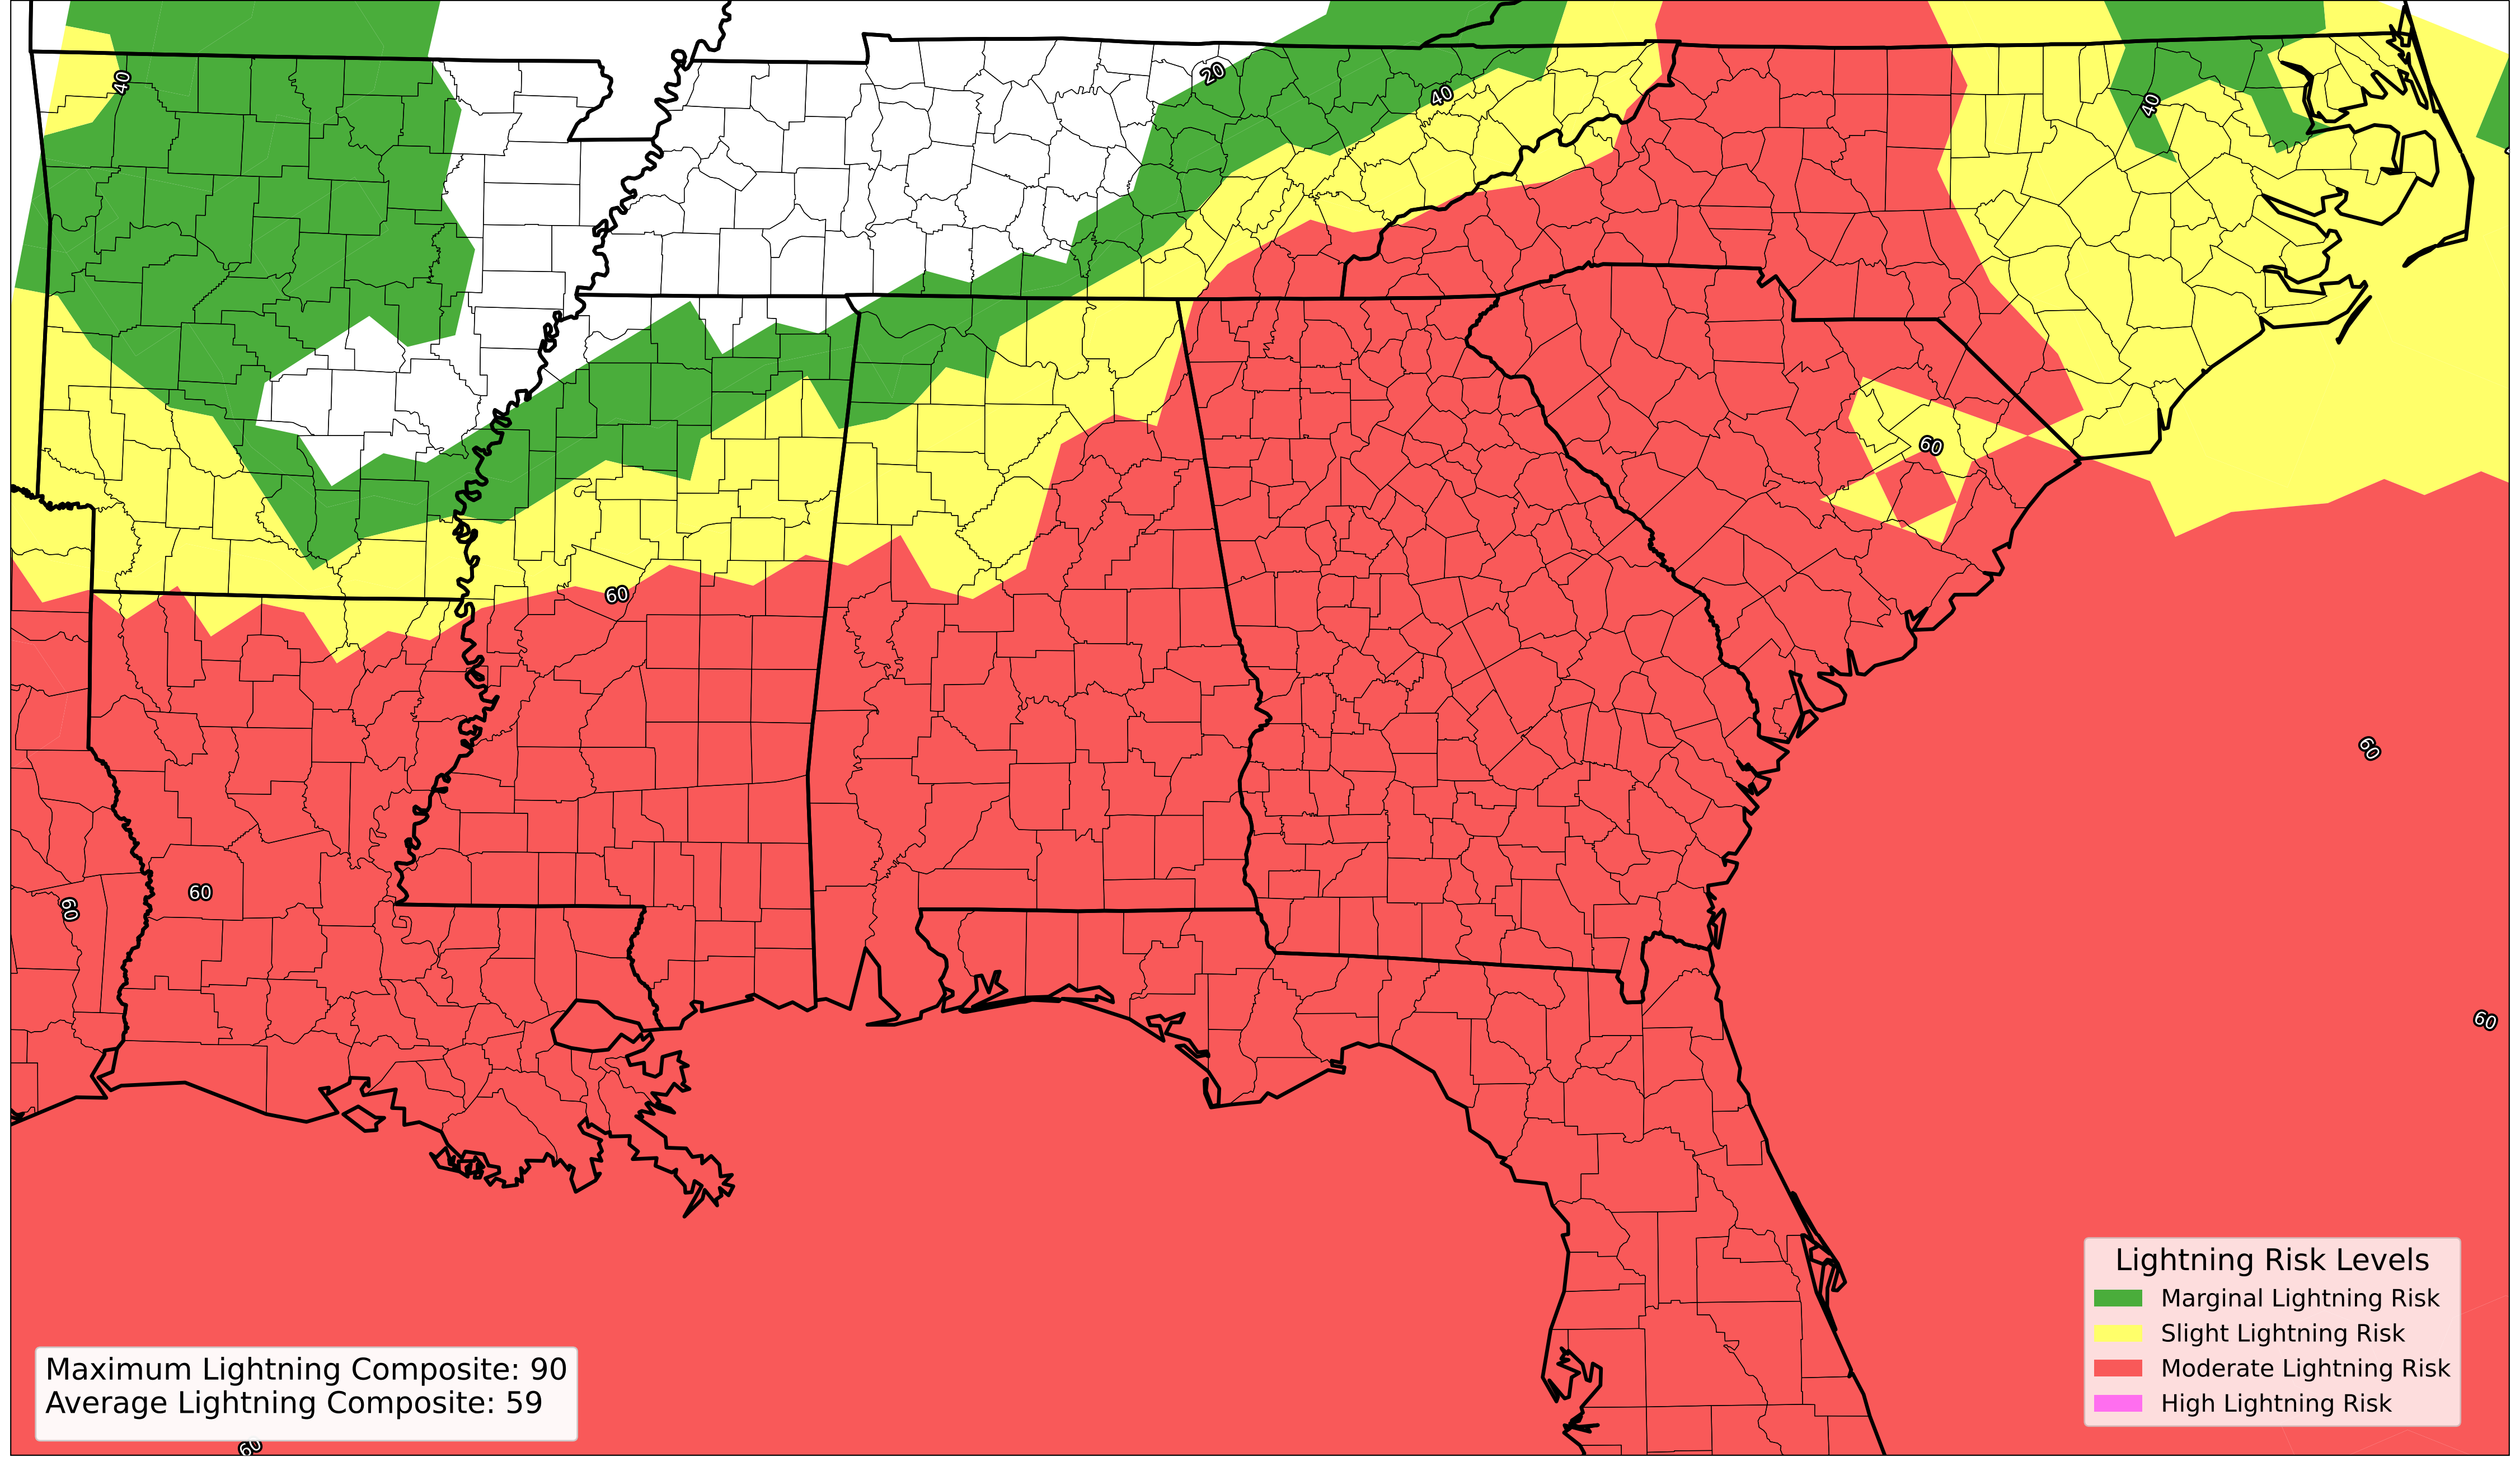 40
20
40
40
60
60
60
60
60
60
60
Lightning Risk Levels
Marginal Lightning Risk
Slight Lightning Risk
Moderate Lightning Risk
High Lightning Risk
Maximum Lightning Composite: 90
Average Lightning Composite: 59